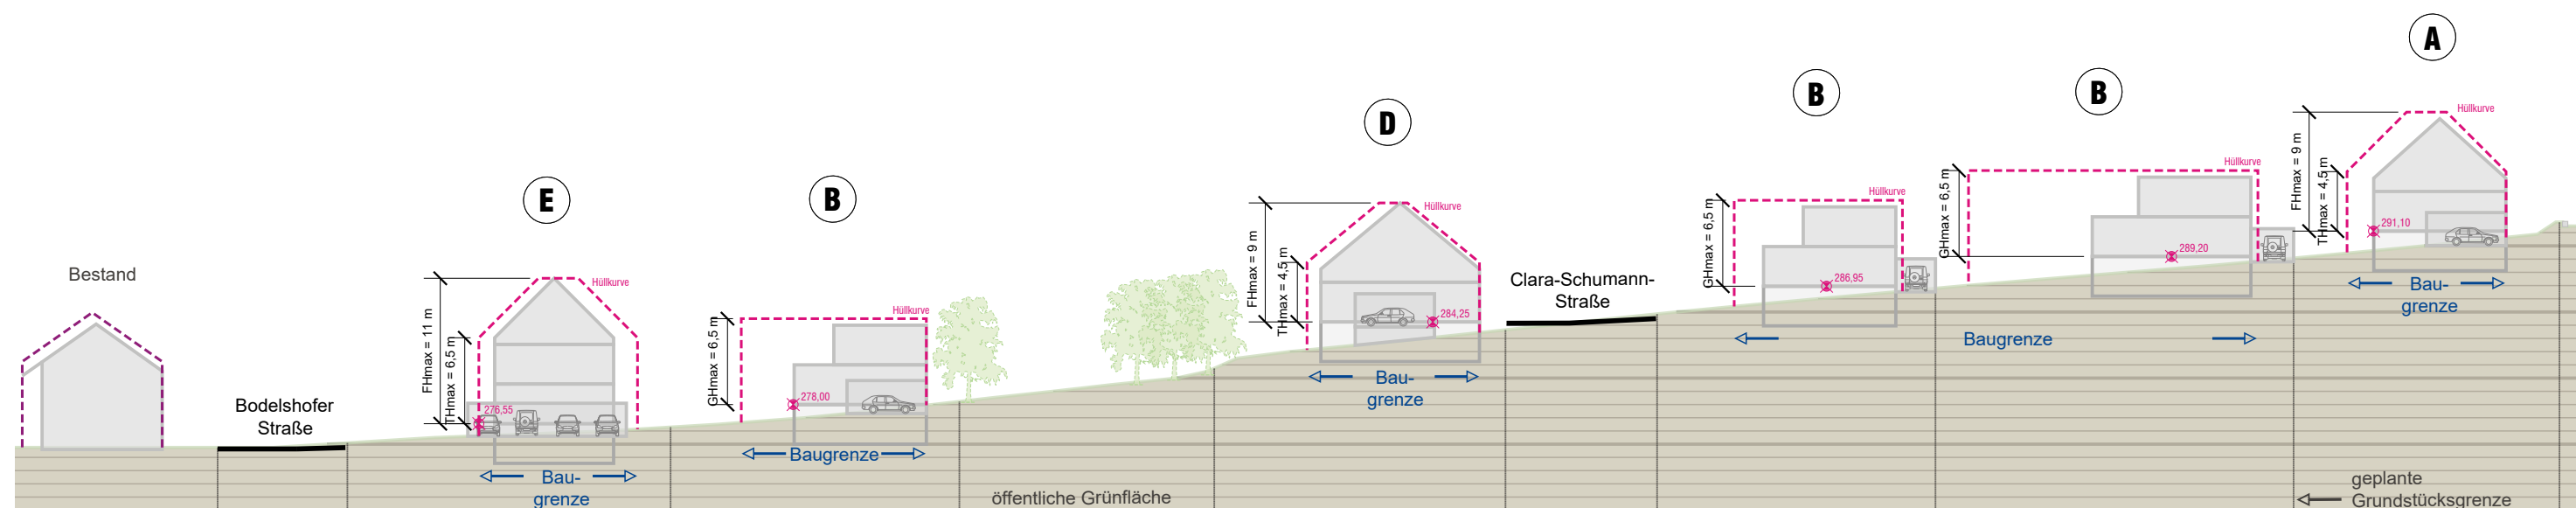 Bestand
Bodelshofer
Straße
E
FHmax = 11 m
THmax = 6,5 m
Hüllkurve
276,55
Bau-
grenze
B
GHmax = 6,5 m
Hüllkurve
278,00
Baugrenze
öffentliche Grünfläche
D
FHmax = 9 m
THmax = 4,5 m
Hüllkurve
284,25
Bau-
grenze
Clara-Schumann-
Straße
B
GHmax = 6,5 m
Hüllkurve
286,95
B
GHmax = 6,5 m
Hüllkurve
289,20
Baugrenze
A
FHmax = 9 m
THmax = 4,5 m
Hüllkurve
291,10
Bau-
grenze
geplante
Grundstücksgrenze